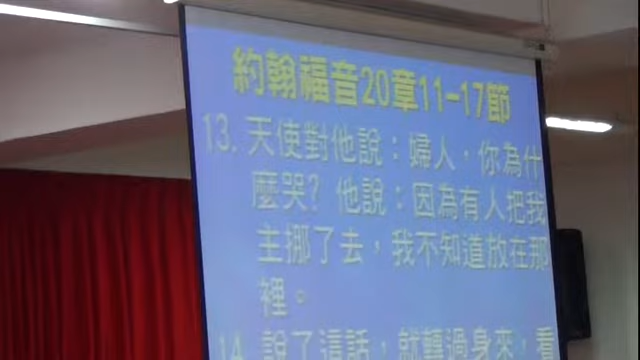 約翰福音20章11-17節
13. 天使對他說：婦人，你為什
麼哭? 他說：因為有人把我
主挪了去，我不知道放在那
裡。
14. 說了這話，就轉過身來，看